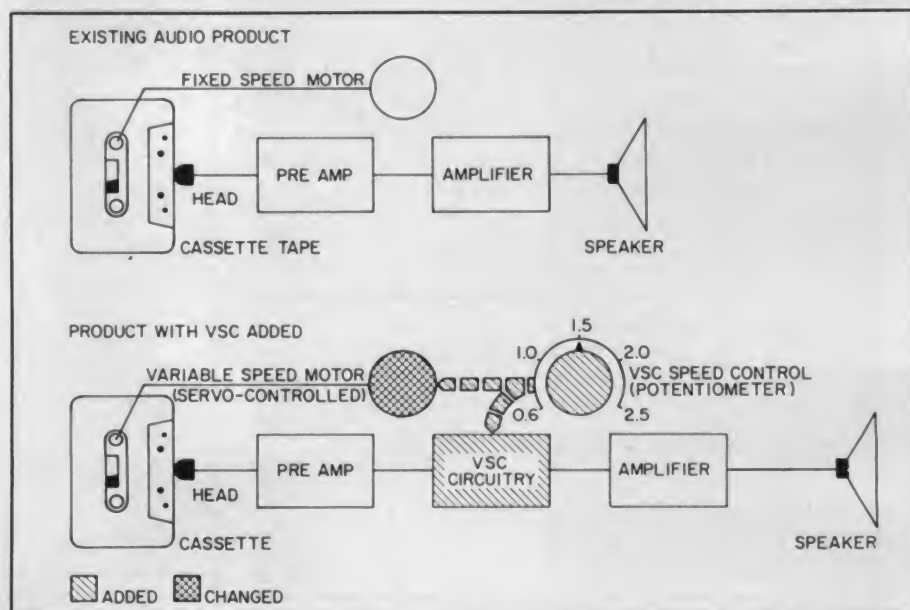 EXISTING AUDIO PRODUCT
FIXED SPEED MOTOR
PRE AMP
AMPLIFIER
HEAD
CASSETTE TAPE
SPEAKER
PRODUCT WITH VSC ADDED
VARIABLE SPEED MOTOR
(SERVO-CONTROLLED)
0.6
1.0
1.5
2.0
2.5
VSC SPEED CONTROL
(POTENTIOMETER)
PRE AMP
VSC
CIRCUITRY
AMPLIFIER
HEAD
CASSETTE
SPEAKER
ADDED
CHANGED